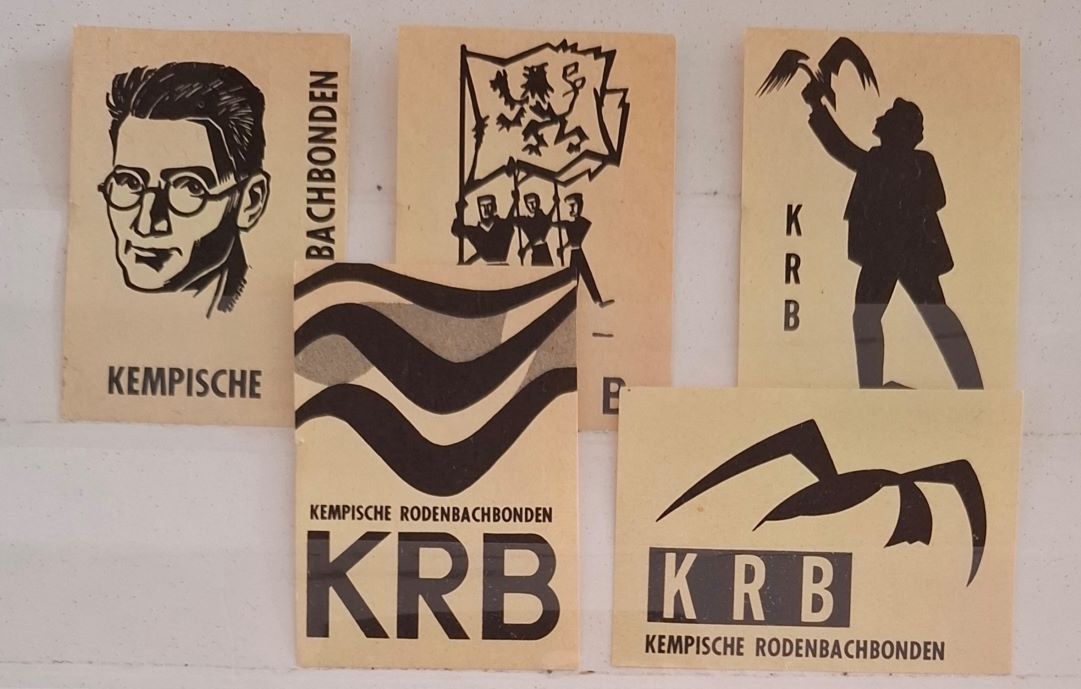 BACHBONDEN
KEMPISCHE
B
K
R
B
KEMPISCHE RODENBACHBONDEN
KRB
KRB
KEMPISCHE RODENBACHBONDEN